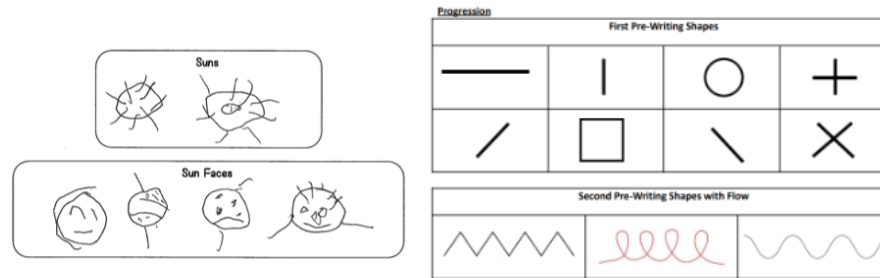 Suns
Sun Faces
Progression
First Pre-Writing Shapes
Second Pre-Writing Shapes with Flow